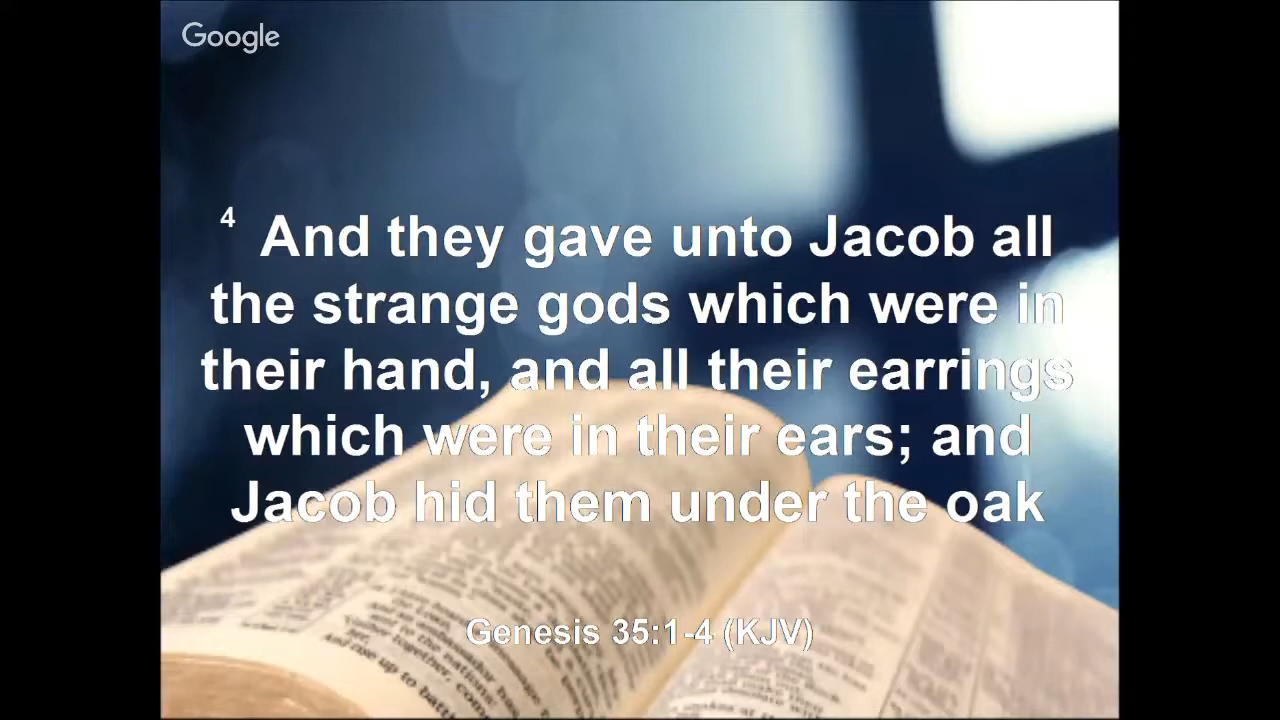 Google
4 And they gave unto Jacob all
the strange gods which were in
their hand, and all their earrings
which were in their ears; and
Jacob hid them under the oak
Genesis 35:1-4 (KJV)